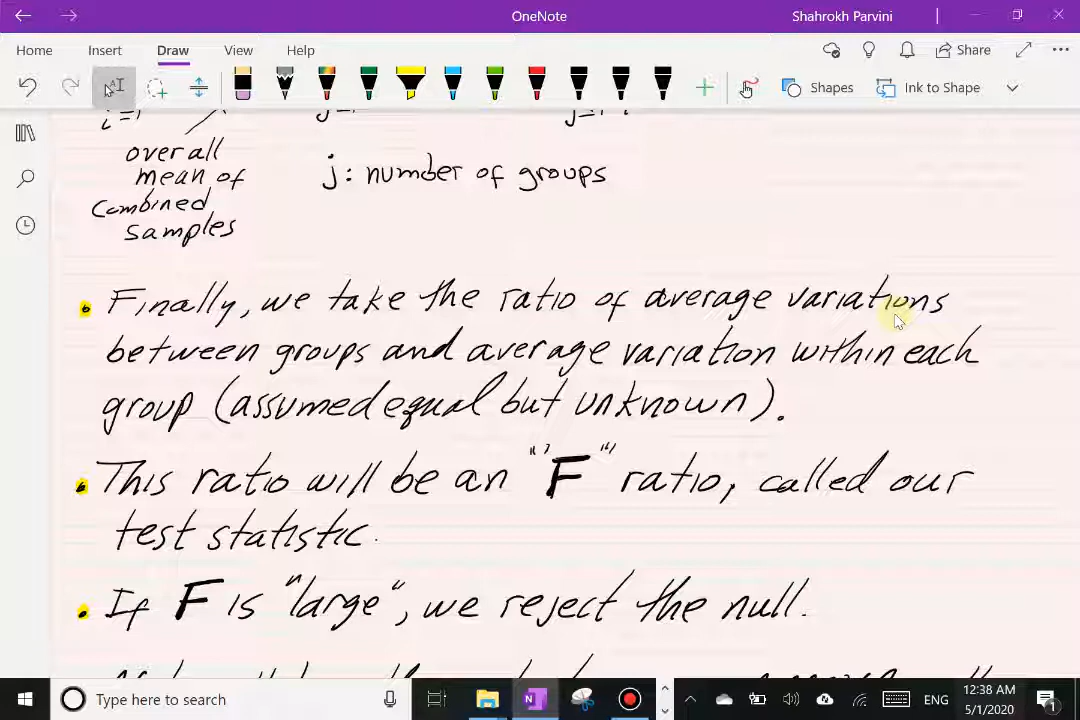 OneNote
Shahrokh Parvini
Home Insert Draw View Help
Share
Shapes
Ink to Shape
i=1
overall
mean of
combined
samples
j: number of groups
Finally, we take the ratio of average variations
between groups and average variation within each
group (assumed equal but unknown).
This ratio will be an "F" ratio, called our
test statistic.
If F is "large", we reject the null.
Type here to search
ENG
12:38 AM
5/1/2020
1